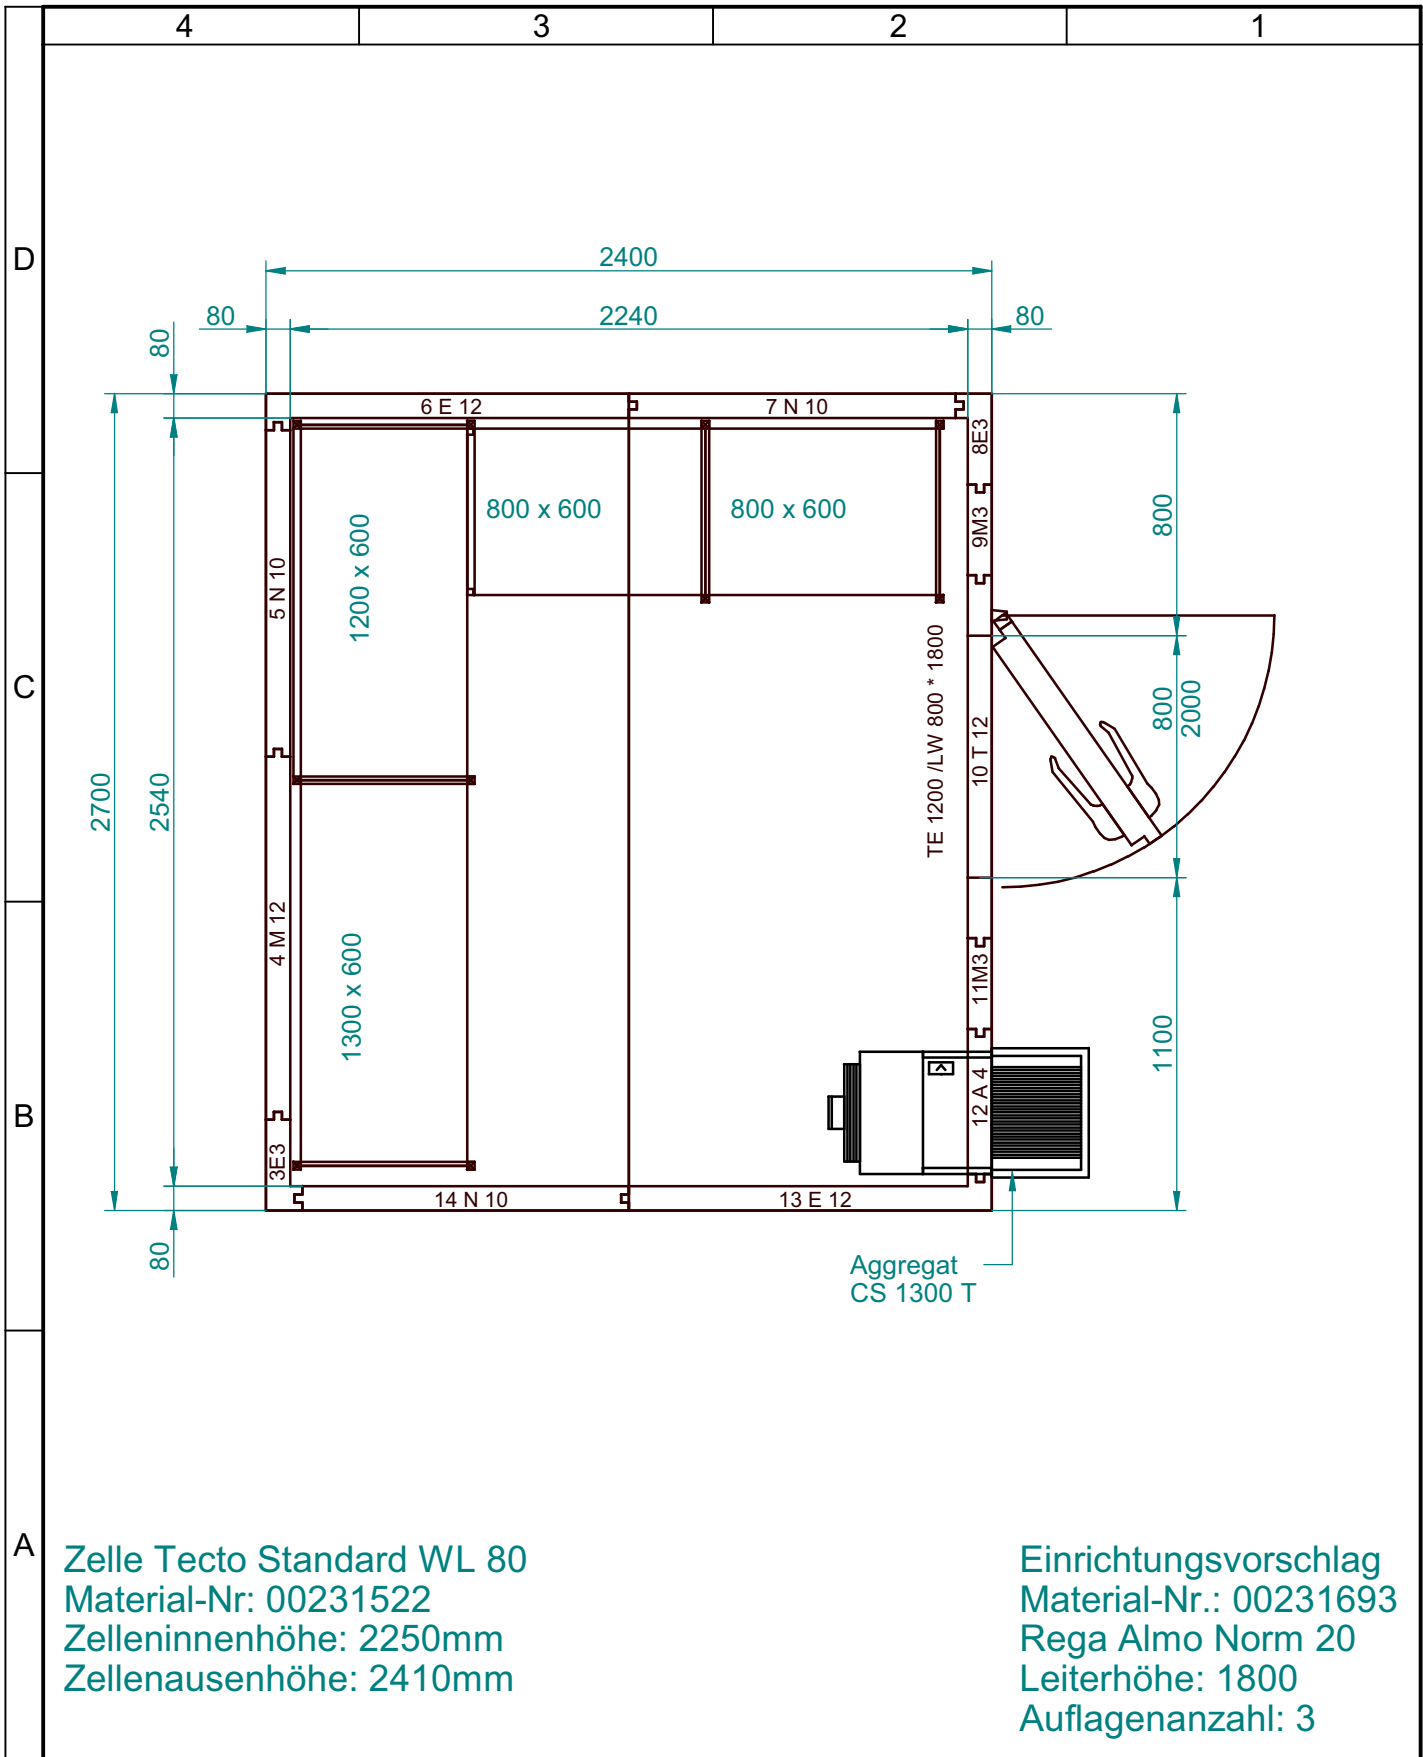 4
3
2
1
D
C
B
A
2400
80
2240
80
80
6 E 12
7 N 10
8E3
9M3
800 x 600
800 x 600
1200 x 600
5 N 10
800
TE 1200 /LW 800 * 1800
10 T 12
800
2000
2700
2540
4 M 12
1300 x 600
11M3
1100
12 A 4
3E3
14 N 10
13 E 12
80
Aggregat
CS 1300 T
Zelle Tecto Standard WL 80
Material-Nr: 00231522
Zelleninnenhöhe: 2250mm
Zellenausenhöhe: 2410mm
Einrichtungsvorschlag
Material-Nr.: 00231693
Rega Almo Norm 20
Leiterhöhe: 1800
Auflagenanzahl: 3